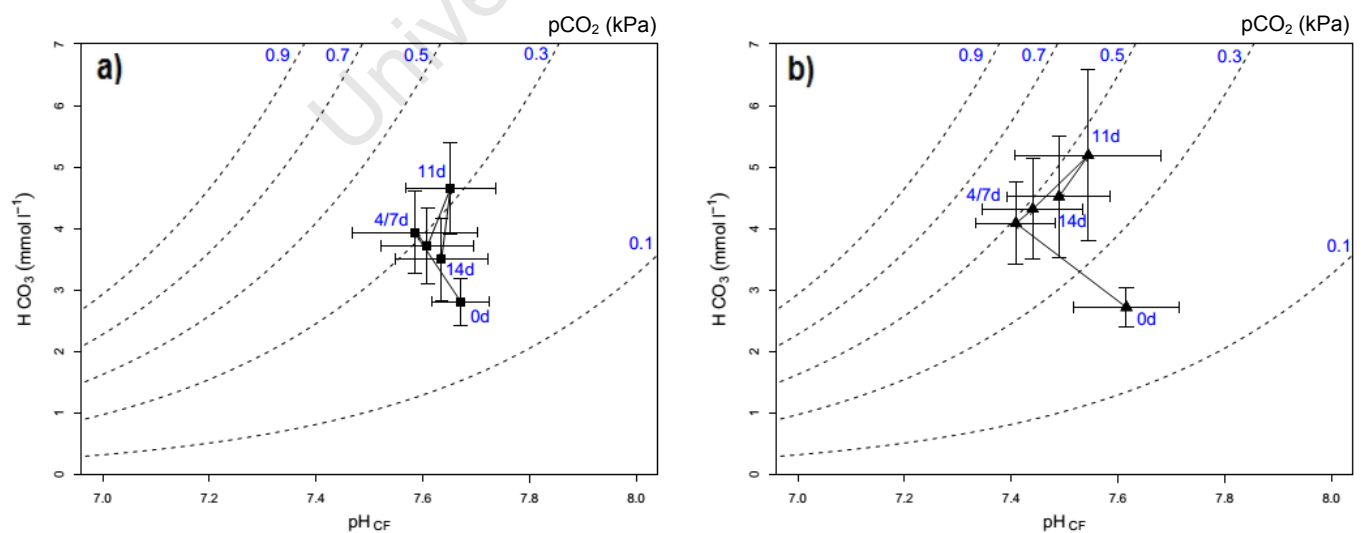 Unive
pCO₂ (kPa)
a)
0.9
0.7
0.5
0.3
0.1
11d
4/7d
14d
0d
7
6
5
4
3
2
1
0
H CO₃ (mmol l⁻¹)
7.0 7.2 7.4 7.6 7.8 8.0
pH CF
pCO₂ (kPa)
b)
0.9
0.7
0.5
0.3
0.1
11d
4/7d
14d
0d
7
6
5
4
3
2
1
0
H CO₃ (mmol l⁻¹)
7.0 7.2 7.4 7.6 7.8 8.0
pH CF